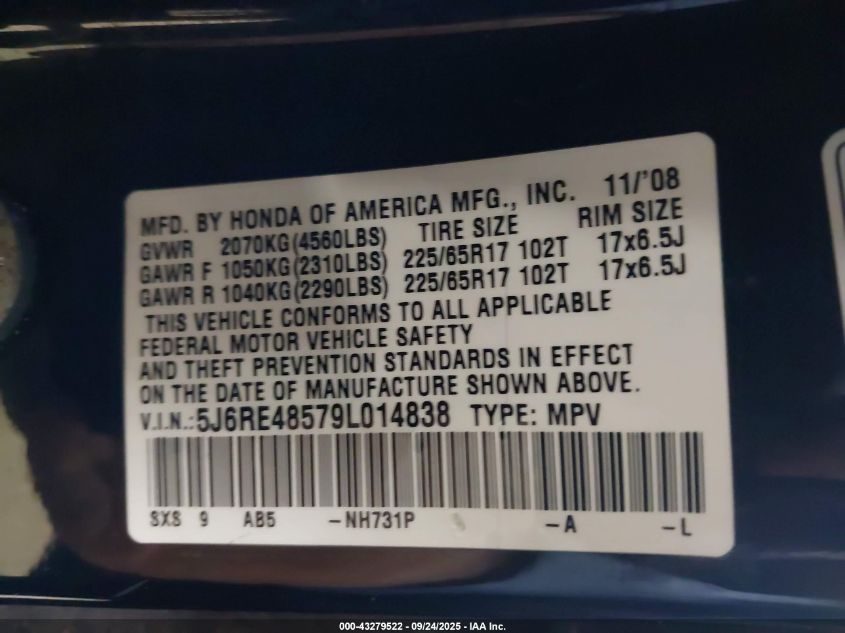 MFD. BY HONDA OF AMERICA MFG., INC. 11/'08
GVWR 2070KG(4560LBS) TIRE SIZE RIM SIZE
GAWR F 1050KG(2310LBS) 225/65R17 102T 17x6.5J
GAWR R 1040KG(2290LBS) 225/65R17 102T 17x6.5J
THIS VEHICLE CONFORMS TO ALL APPLICABLE
FEDERAL MOTOR VEHICLE SAFETY
AND THEFT PREVENTION STANDARDS IN EFFECT
ON THE DATE OF MANUFACTURE SHOWN ABOVE.
V.I.N.:5J6RE48579L014838 TYPE: MPV
SXS 9 AB5 -NH731P -A -L
000-43279522 - 09/24/2025 - IAA Inc.